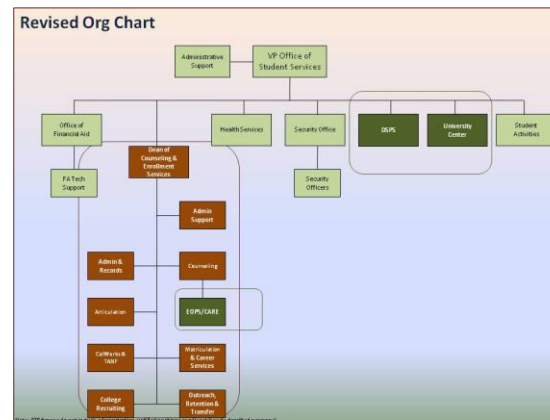 Revised Org Chart
Administrative
Support
VP Office of
Student Services
Office of
Financial Aid
Dean of
Counseling &
Enrollment
Services
Health Services
Security Office
DSPS
University
Center
Student
Activities
FA Tech
Support
Security
Officers
Admin
Support
Admin &
Records
Counseling
Articulation
EOPS/CARE
CalWorks &
TANF
Matriculation
& Career
Services
College
Recruiting
Outreach,
Retention &
Transfer